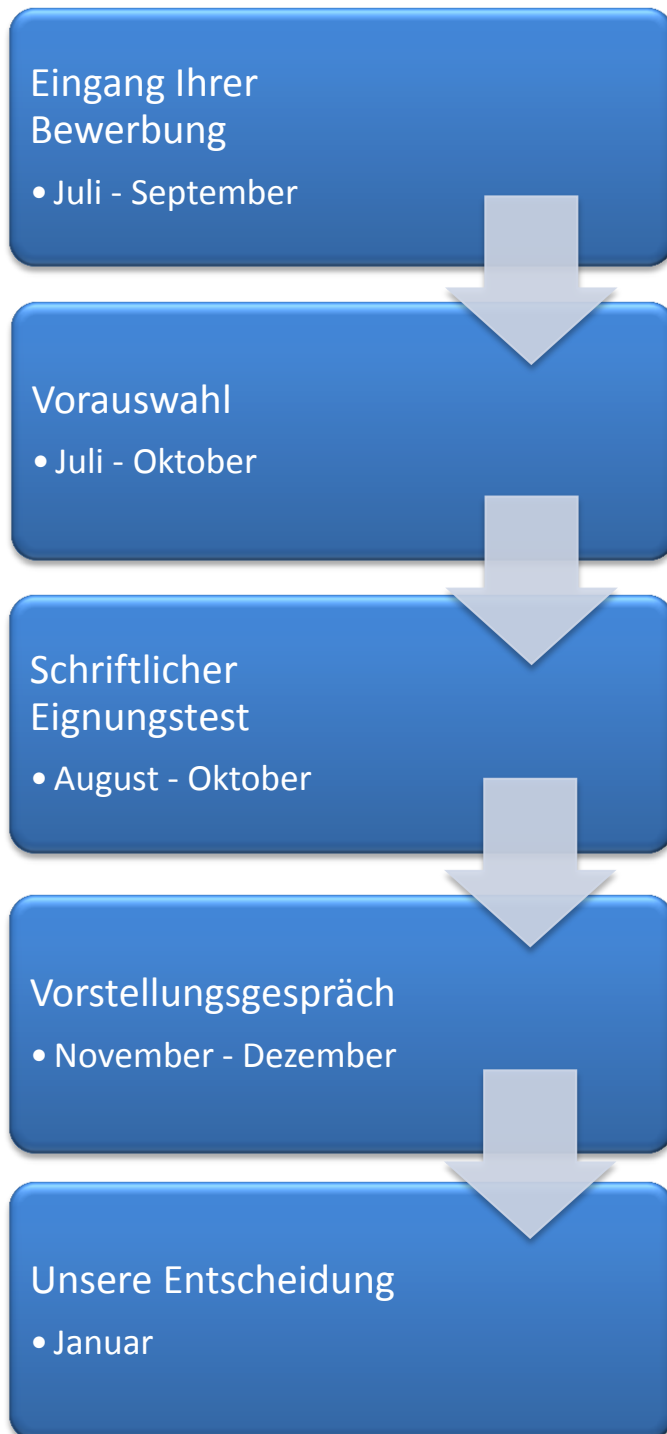 Eingang Ihrer
Bewerbung
• Juli - September
Vorauswahl
• Juli - Oktober
Schriftlicher
Eignungstest
• August - Oktober
Vorstellungsgespräch
• November - Dezember
Unsere Entscheidung
• Januar